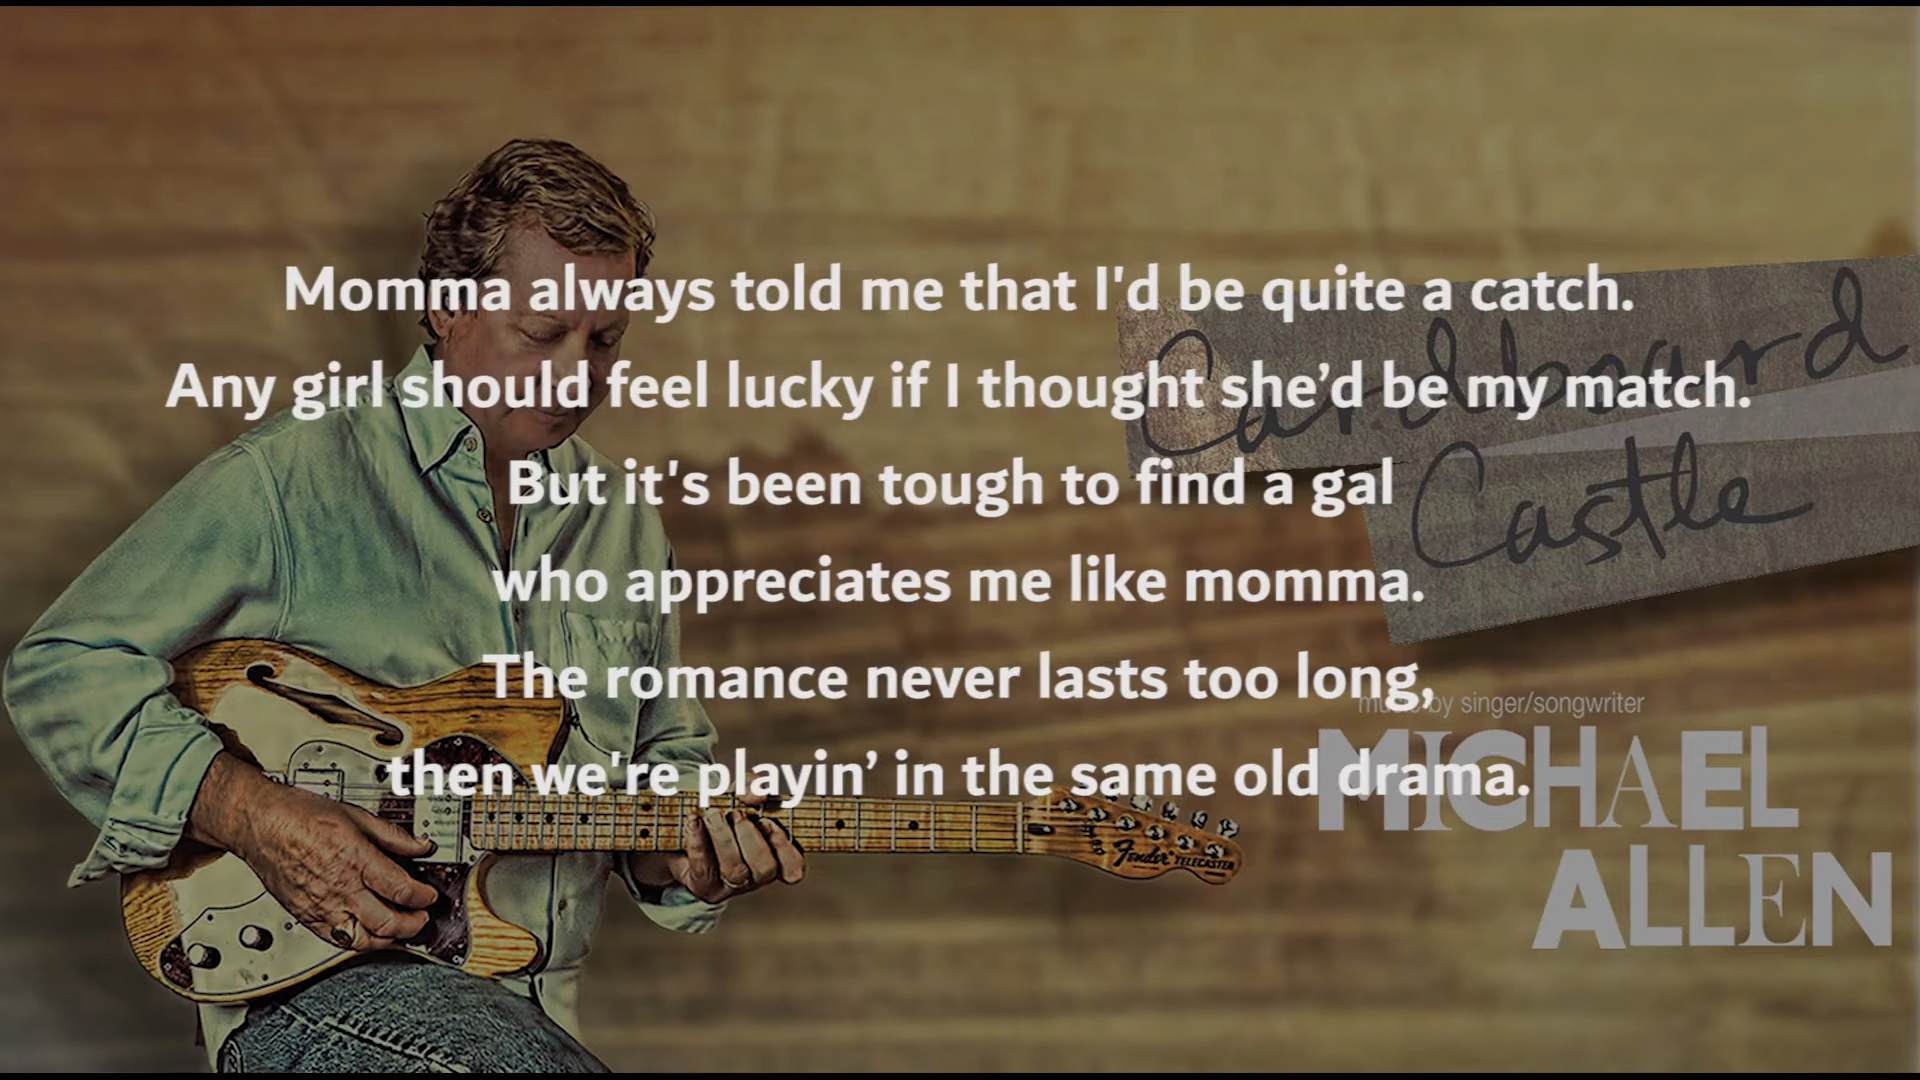 Momma always told me that I'd be quite a catch.
Any girl should feel lucky if I thought she’d be my match.
But it's been tough to find a gal
who appreciates me like momma.
The romance never lasts too long,
then we're playin’ in the same old drama.
Cardboard
Castle
music by singer/songwriter
MICHAEL
ALLEN
Fender TELECASTER